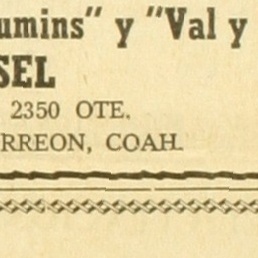 umins" y "Val y
SEL
2350 OTE.
RREON, COAH.